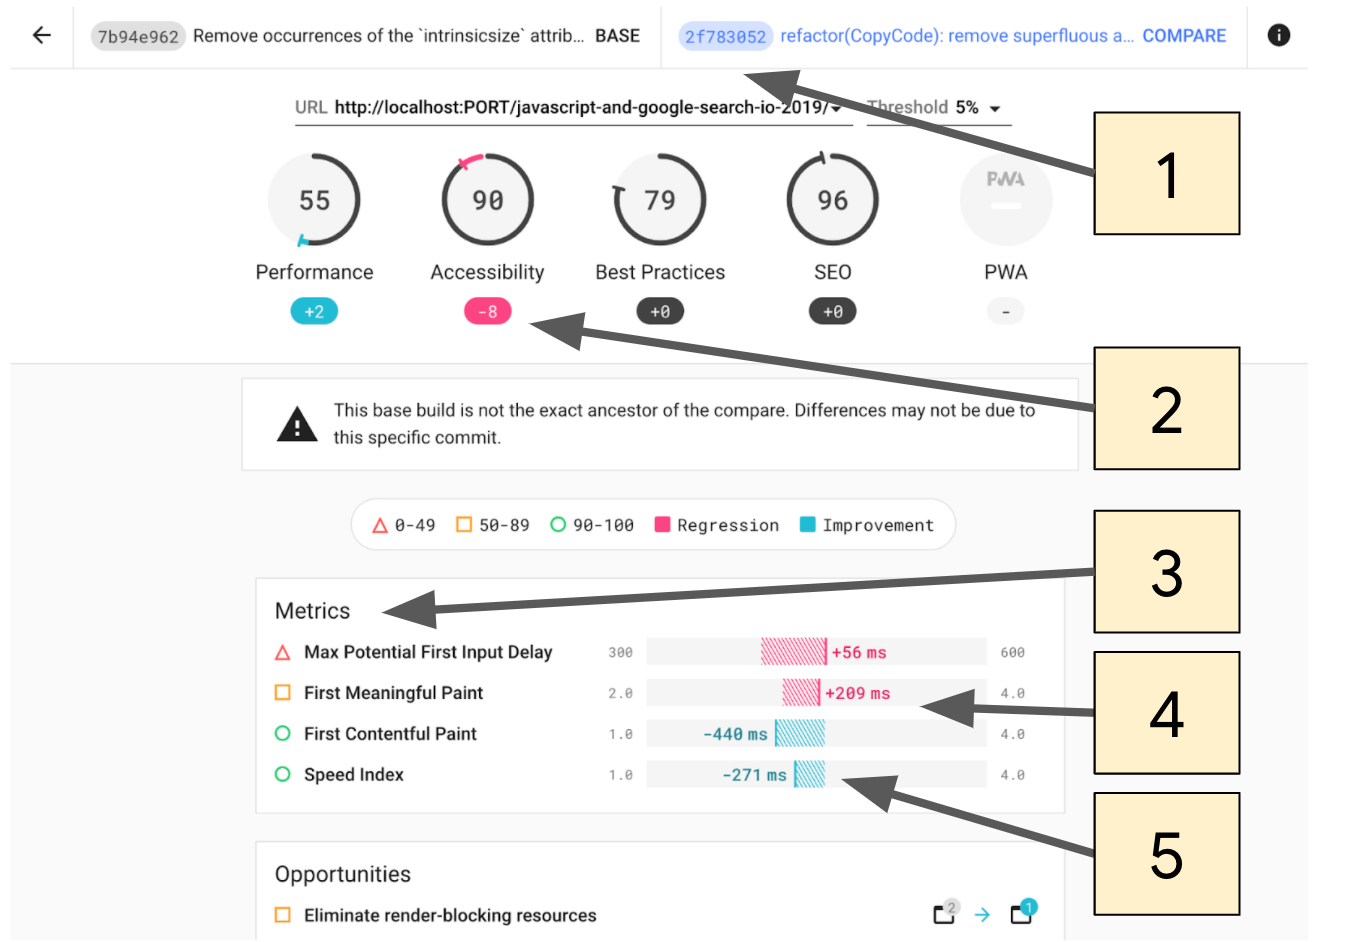 7b94e962 Remove occurrences of the `intrinsicsize` attrib... BASE
2f783052 refactor(CopyCode): remove superfluous a... COMPARE
URL http://localhost:PORT/javascript-and-google-search-io-2019/
Threshold 5%
1
55
90
79
96
PWA
Performance
Accessibility
Best Practices
SEO
PWA
+2
-8
+0
+0
-
2
This base build is not the exact ancestor of the compare. Differences may not be due to
this specific commit.
0-49 50-89 90-100 Regression Improvement
3
Metrics
Max Potential First Input Delay 300 +56 ms 600
First Meaningful Paint 2.0 +209 ms 4.0
4
First Contentful Paint 1.0 -440 ms 4.0
Speed Index 1.0 -271 ms 4.0
5
Opportunities
Eliminate render-blocking resources 2 1